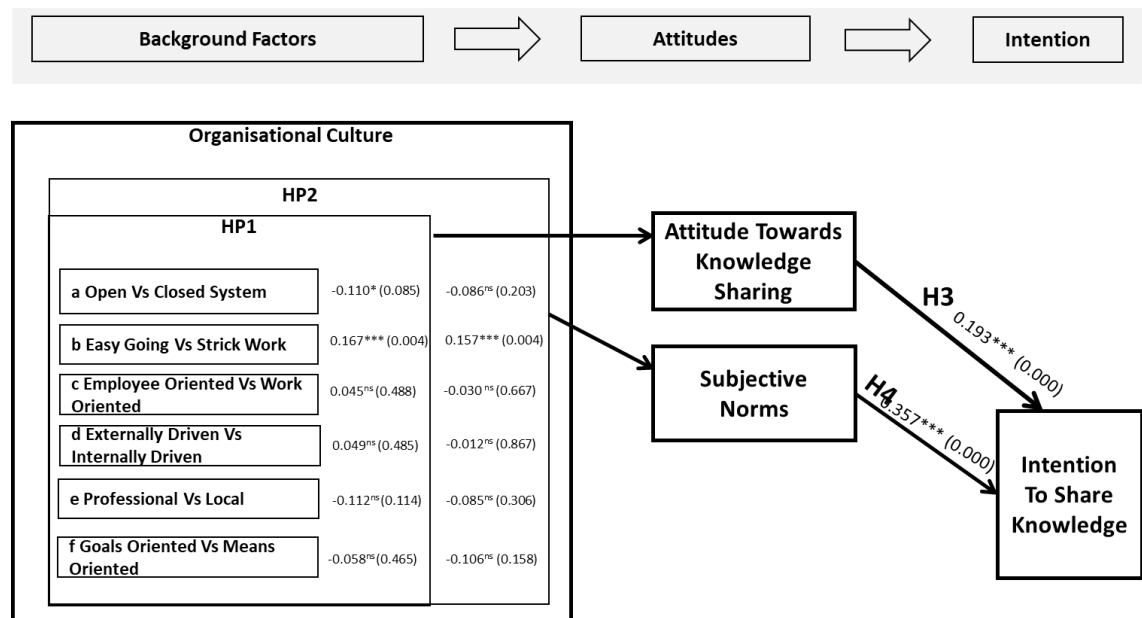 Background Factors
Attitudes
Intention
Organisational Culture
HP2
HP1
a Open Vs Closed System
-0.110* (0.085)
-0.086ns (0.203)
b Easy Going Vs Strick Work
0.167*** (0.004)
0.157*** (0.004)
c Employee Oriented Vs Work
Oriented
0.045ns (0.488)
-0.030 ns (0.667)
d Externally Driven Vs
Internally Driven
0.049ns (0.485)
-0.012ns (0.867)
e Professional Vs Local
-0.112ns (0.114)
-0.085ns (0.306)
f Goals Oriented Vs Means
Oriented
-0.058ns (0.465)
-0.106ns (0.158)
Attitude Towards
Knowledge
Sharing
Subjective
Norms
H3
0.193*** (0.000)
H4
0.357*** (0.000)
Intention
To Share
Knowledge